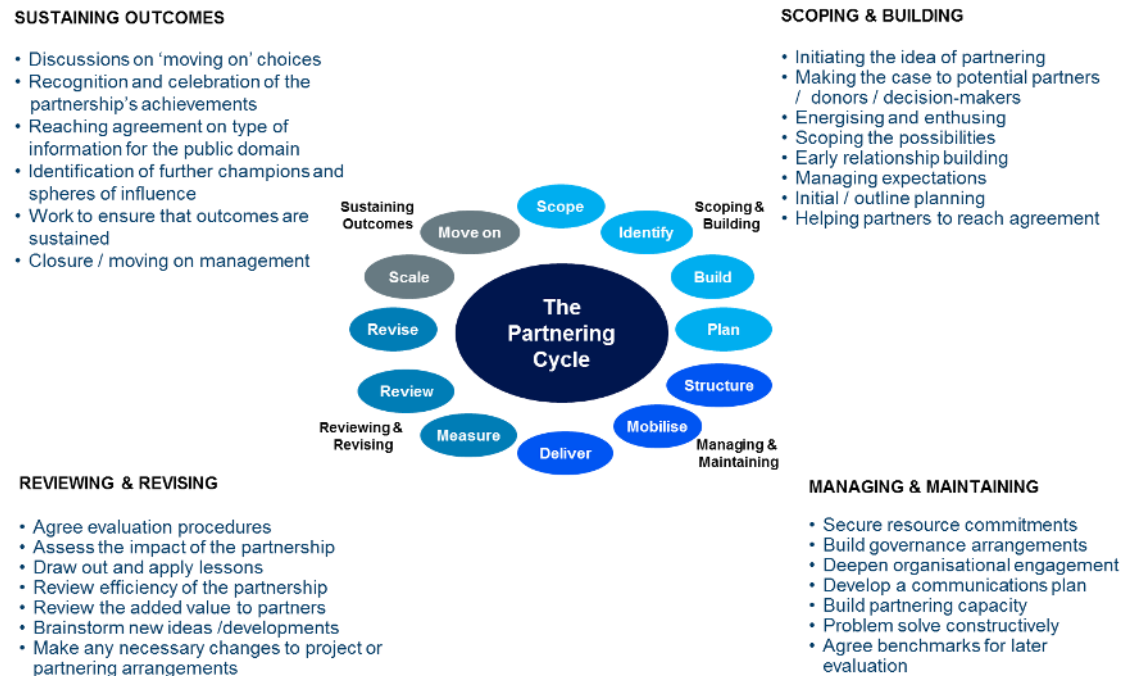 SUSTAINING OUTCOMES
• Discussions on ‘moving on’ choices
• Recognition and celebration of the
partnership’s achievements
• Reaching agreement on type of
information for the public domain
• Identification of further champions and
spheres of influence
• Work to ensure that outcomes are
sustained
• Closure / moving on management
SCOPING & BUILDING
• Initiating the idea of partnering
• Making the case to potential partners
/ donors / decision-makers
• Energising and enthusing
• Scoping the possibilities
• Early relationship building
• Managing expectations
• Initial / outline planning
• Helping partners to reach agreement
Sustaining
Outcomes
Scoping &
Building
Scope
Identify
Build
Plan
Structure
Mobilise
Deliver
Measure
Review
Revise
Scale
Move on
The
Partnering
Cycle
Reviewing &
Revising
Managing &
Maintaining
REVIEWING & REVISING
• Agree evaluation procedures
• Assess the impact of the partnership
• Draw out and apply lessons
• Review efficiency of the partnership
• Review the added value to partners
• Brainstorm new ideas /developments
• Make any necessary changes to project or
partnering arrangements
MANAGING & MAINTAINING
• Secure resource commitments
• Build governance arrangements
• Deepen organisational engagement
• Develop a communications plan
• Build partnering capacity
• Problem solve constructively
• Agree benchmarks for later
evaluation